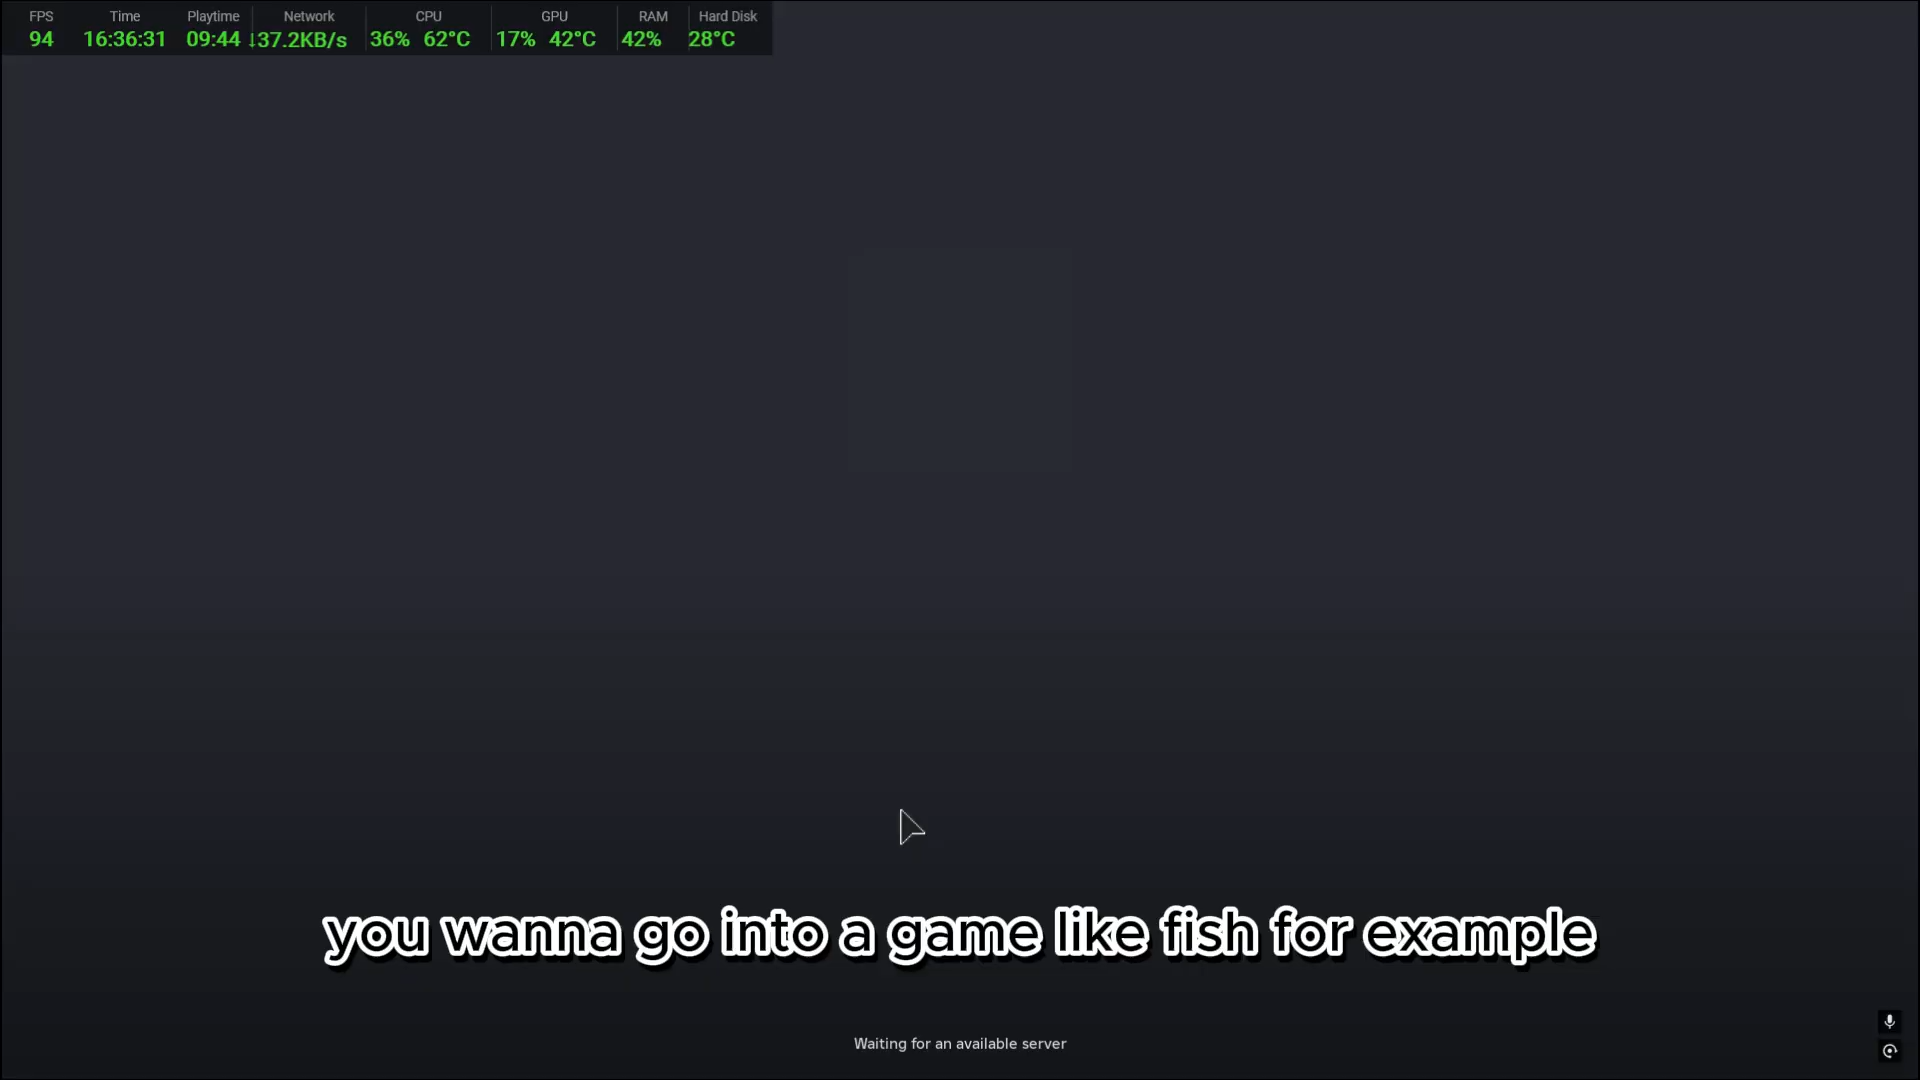 FPS Time Playtime Network CPU GPU RAM Hard Disk
94 16:36:31 09:44 ↓37.2KB/s 36% 62°C 17% 42°C 42% 28°C
you wanna go into a game like fish for example
Waiting for an available server